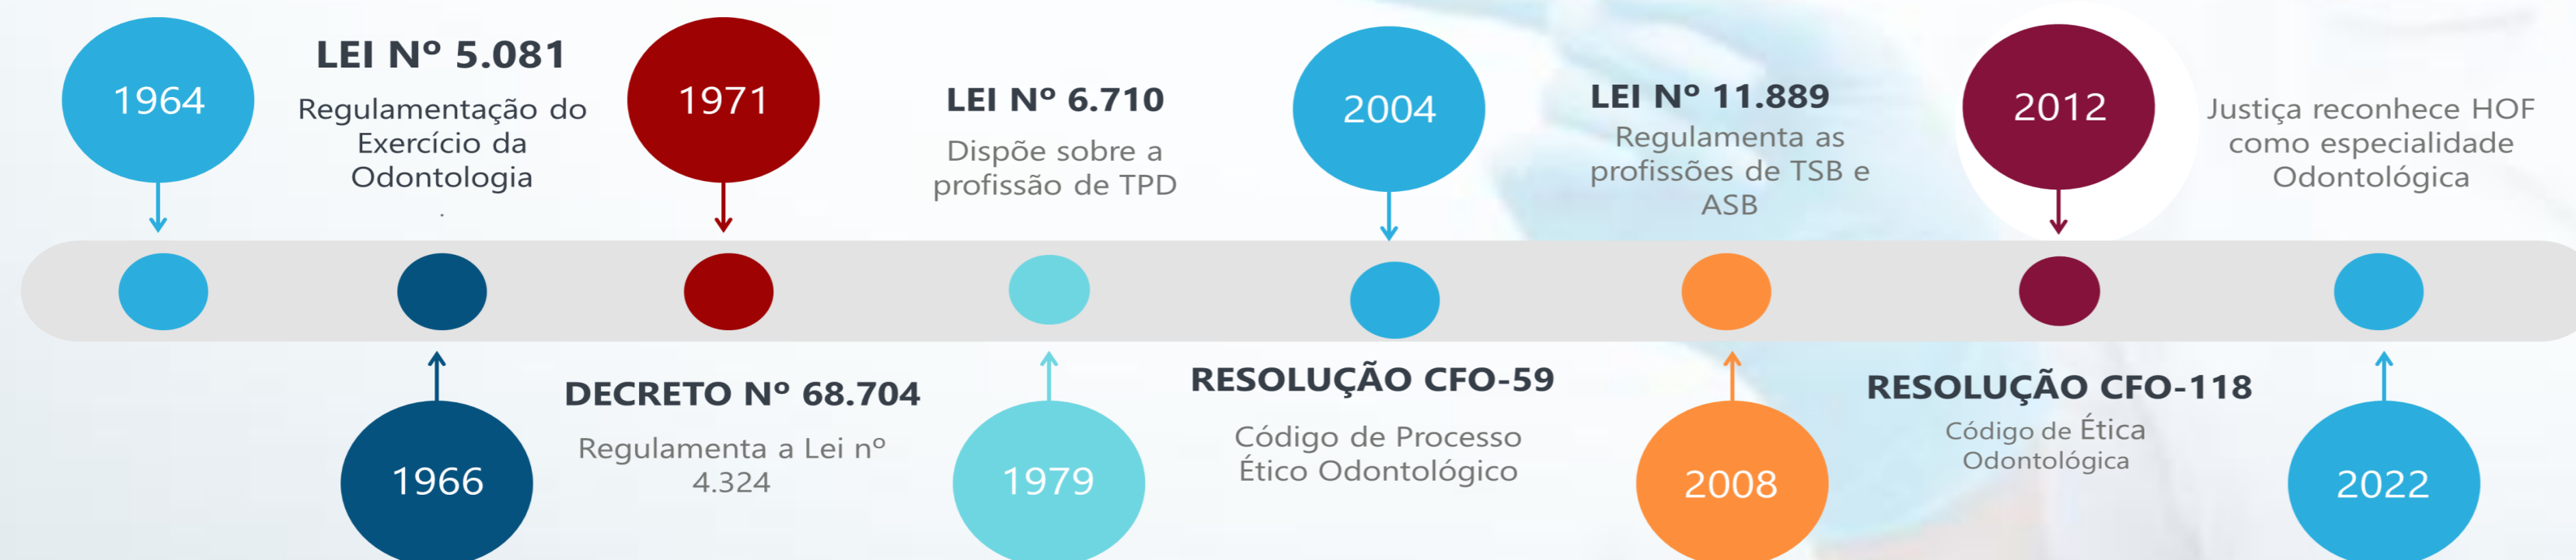 1964
LEI Nº 5.081
Regulamentação do
Exercício da
Odontologia
.
1966
1971
DECRETO Nº 68.704
Regulamenta a Lei nº
4.324
LEI Nº 6.710
Dispõe sobre a
profissão de TPD
1979
2004
RESOLUÇÃO CFO-59
Código de Processo
Ético Odontológico
LEI Nº 11.889
Regulamenta as
profissões de TSB e
ASB
2008
2012
RESOLUÇÃO CFO-118
Código de Ética
Odontológica
Justiça reconhece HOF
como especialidade
Odontológica
2022